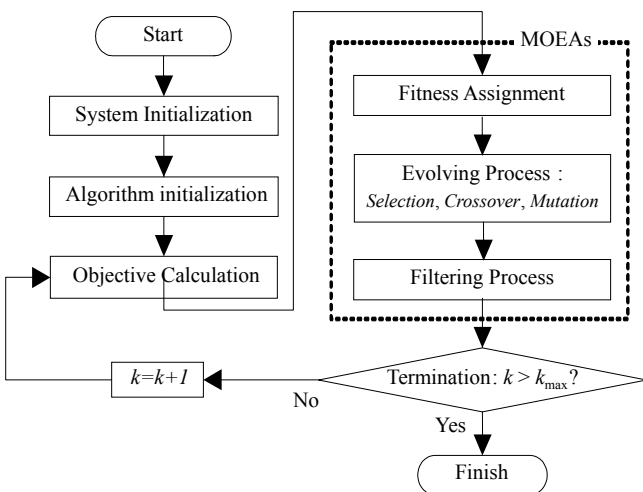 Start
System Initialization
Algorithm initialization
Objective Calculation
MOEAs
Fitness Assignment
Evolving Process :
Selection, Crossover, Mutation
Filtering Process
Termination: k > kmax?
No
k=k+1
Yes
Finish